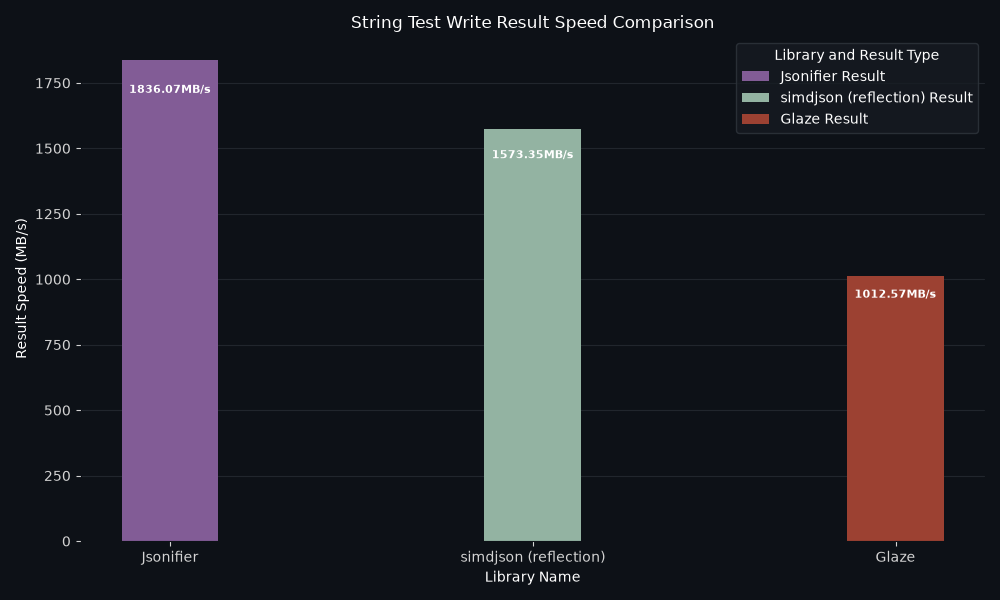 String Test Write Result Speed Comparison
Library and Result Type
Jsonifier Result
simdjson (reflection) Result
Glaze Result
Result Speed (MB/s)
1750
1500
1250
1000
750
500
250
0
1836.07MB/s
1573.35MB/s
1012.57MB/s
Jsonifier
simdjson (reflection)
Glaze
Library Name